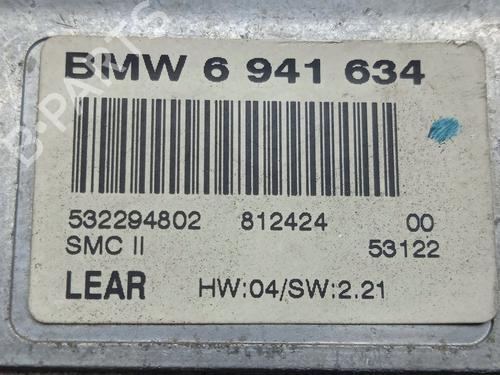 BMW 6 941 634
532294802 812424 00
SMC II 53122
LEAR HW:04/SW:2.21
B-PARTS